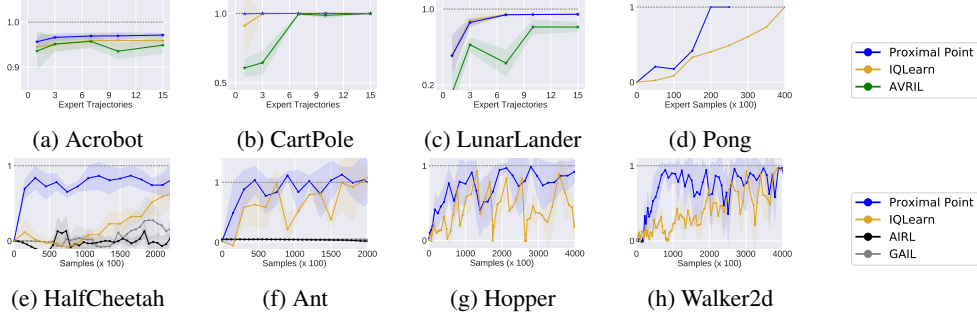 1.0
0.9
1 3 7 10 15
Expert Trajectories
(a) Acrobot
1.0
0.5
1 3 7 10 15
Expert Trajectories
(b) CartPole
1.0
0.2
1 3 7 10 15
Expert Trajectories
(c) LunarLander
1
0
0 100 200 300 400
Expert Samples (x 100)
(d) Pong
Proximal Point
IQLearn
AVRIL
1
0
0 500 1000 1500 2000
Samples (x 100)
(e) HalfCheetah
1
0
0 500 1000 1500 2000
Samples (x 100)
(f) Ant
1
0
0 1000 2000 3000 4000
Samples (x 100)
(g) Hopper
1
0
0 1000 2000 3000 4000
Samples (x 100)
(h) Walker2d
Proximal Point
IQLearn
AIRL
GAIL